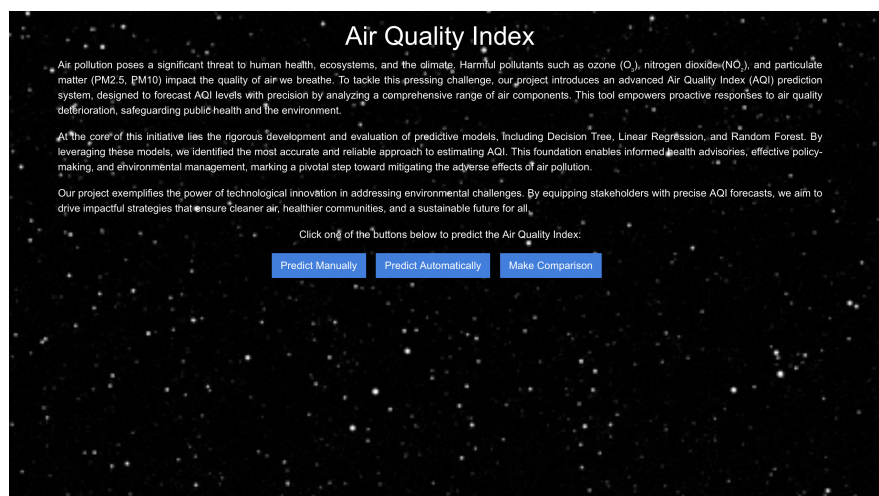 Air Quality Index
Air pollution poses a significant threat to human health, ecosystems, and the climate. Harmful pollutants such as ozone (O₃), nitrogen dioxide (NO₂), and particulate
matter (PM2.5, PM10) impact the quality of air we breathe. To tackle this pressing challenge, our project introduces an advanced Air Quality Index (AQI) prediction
system, designed to forecast AQI levels with precision by analyzing a comprehensive range of air components. This tool empowers proactive responses to air quality
deterioration, safeguarding public health and the environment.
At the core of this initiative lies the rigorous development and evaluation of predictive models, including Decision Tree, Linear Regression, and Random Forest. By
leveraging these models, we identified the most accurate and reliable approach to estimating AQI. This foundation enables informed health advisories, effective policy-
making, and environmental management, marking a pivotal step toward mitigating the adverse effects of air pollution.
Our project exemplifies the power of technological innovation in addressing environmental challenges. By equipping stakeholders with precise AQI forecasts, we aim to
drive impactful strategies that ensure cleaner air, healthier communities, and a sustainable future for all.
Click one of the buttons below to predict the Air Quality Index:
Predict Manually Predict Automatically Make Comparison